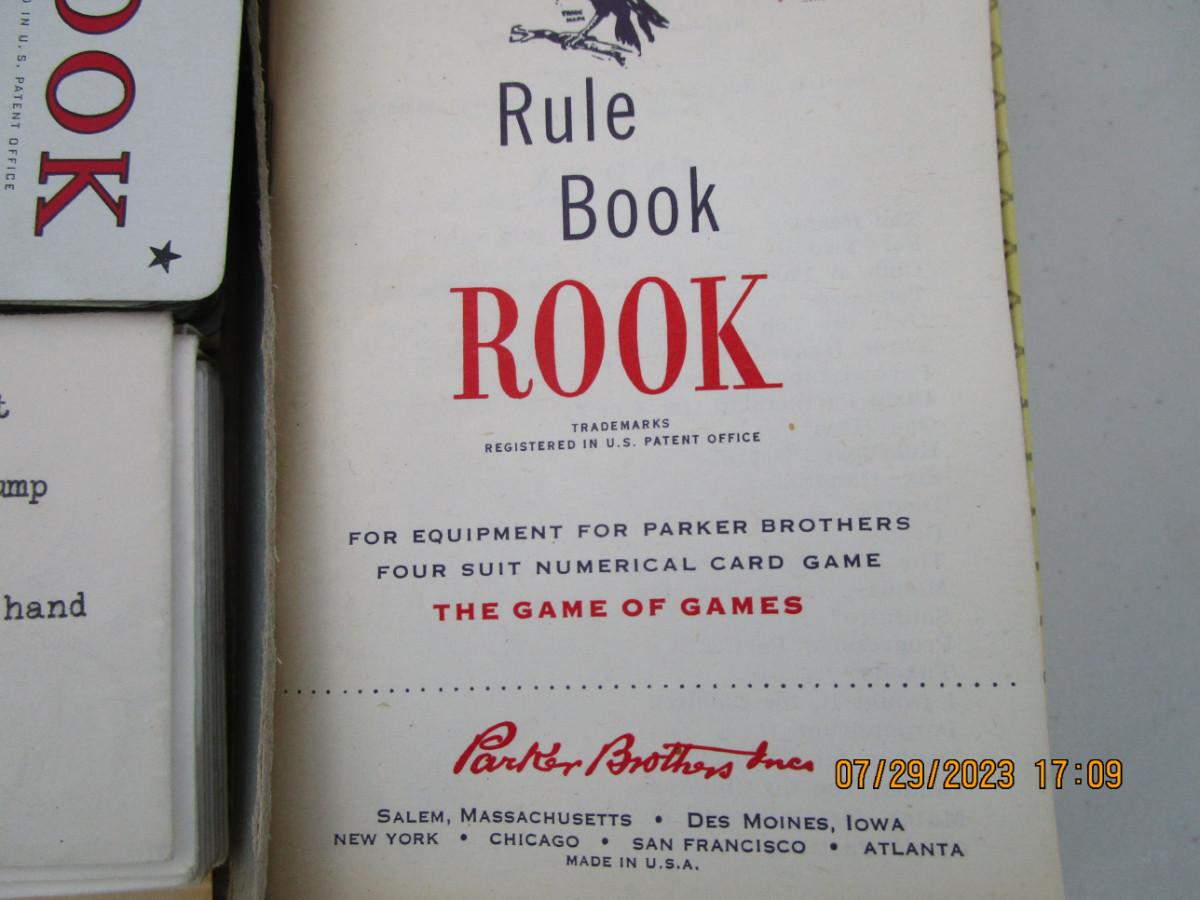 OOK
D IN U.S. PATENT OFFICE
t
ump
hand
TRADE
MARK
Rule
Book
ROOK
TRADEMARKS
REGISTERED IN U.S. PATENT OFFICE
FOR EQUIPMENT FOR PARKER BROTHERS
FOUR SUIT NUMERICAL CARD GAME
THE GAME OF GAMES
Parker Brothers Inc.
07/29/2023 17:09
SALEM, MASSACHUSETTS • DES MOINES, IOWA
NEW YORK • CHICAGO • SAN FRANCISCO • ATLANTA
MADE IN U.S.A.